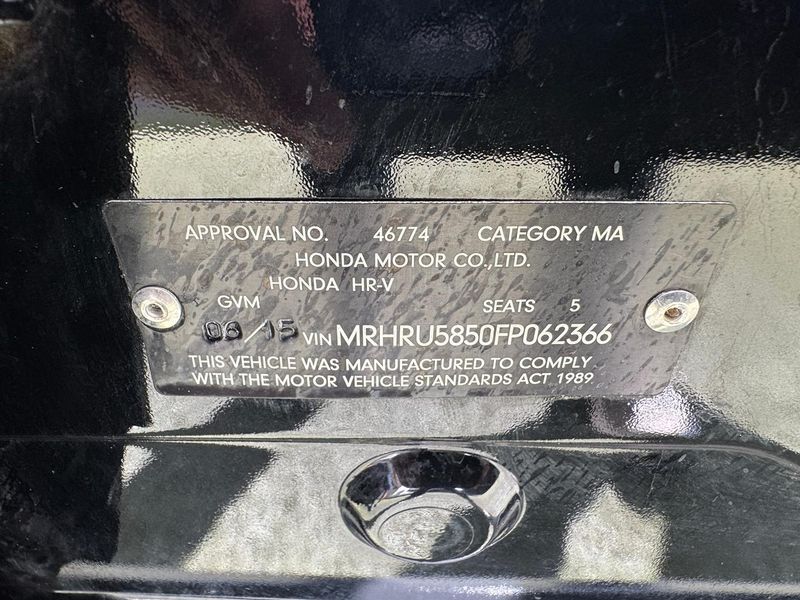 APPROVAL NO. 46774 CATEGORY MA
HONDA MOTOR CO.,LTD.
HONDA HR-V
GVM SEATS 5
08/15 VIN MRHRU5850FP062366
THIS VEHICLE WAS MANUFACTURED TO COMPLY
WITH THE MOTOR VEHICLE STANDARDS ACT 1989